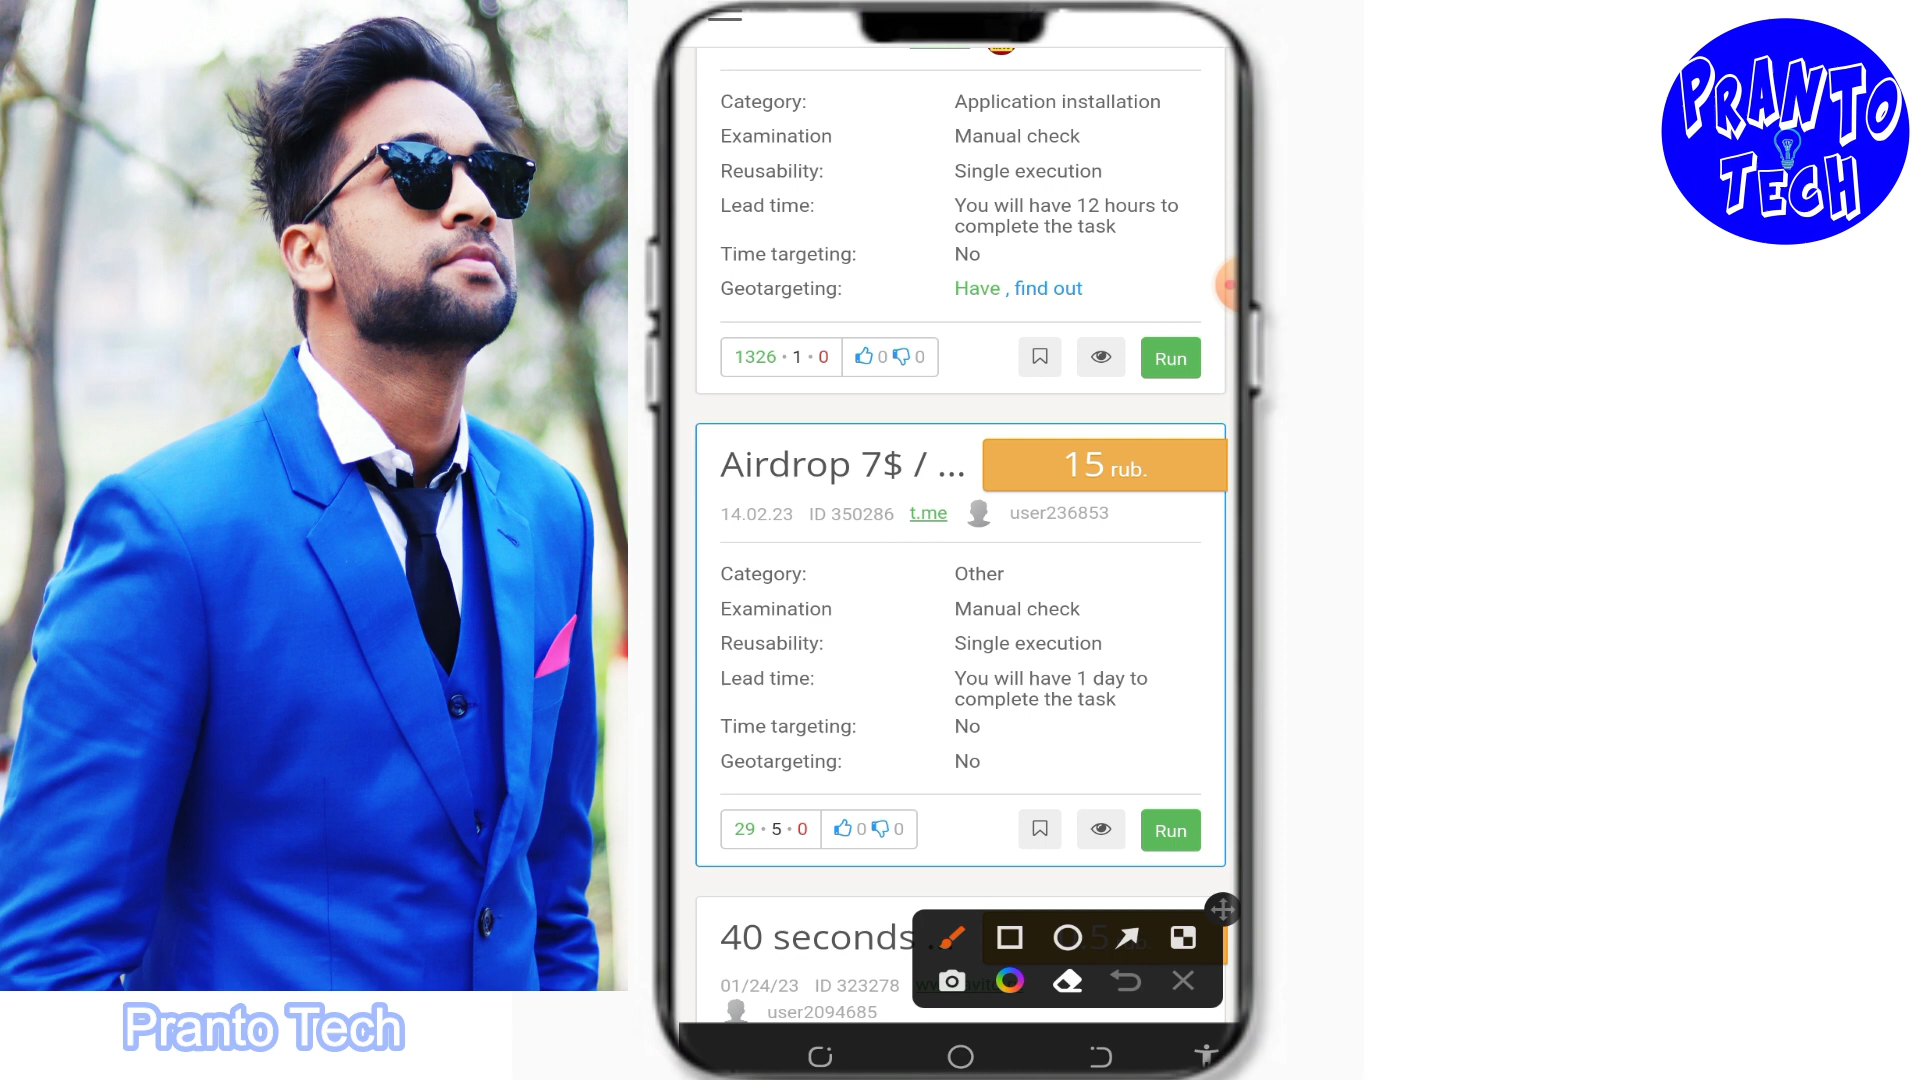 PRANTO
TECH
Category: Application installation
Examination Manual check
Reusability: Single execution
Lead time: You will have 12 hours to
complete the task
Time targeting: No
Geotargeting: Have , find out
1326 • 1 • 0 0 0 Run
Airdrop 7$ / ... 15 rub.
14.02.23 ID 350286 t.me user236853
Category: Other
Examination Manual check
Reusability: Single execution
Lead time: You will have 1 day to
complete the task
Time targeting: No
Geotargeting: No
29 • 5 • 0 0 0 Run
40 seconds
01/24/23 ID 323278
user2094685
Pranto Tech